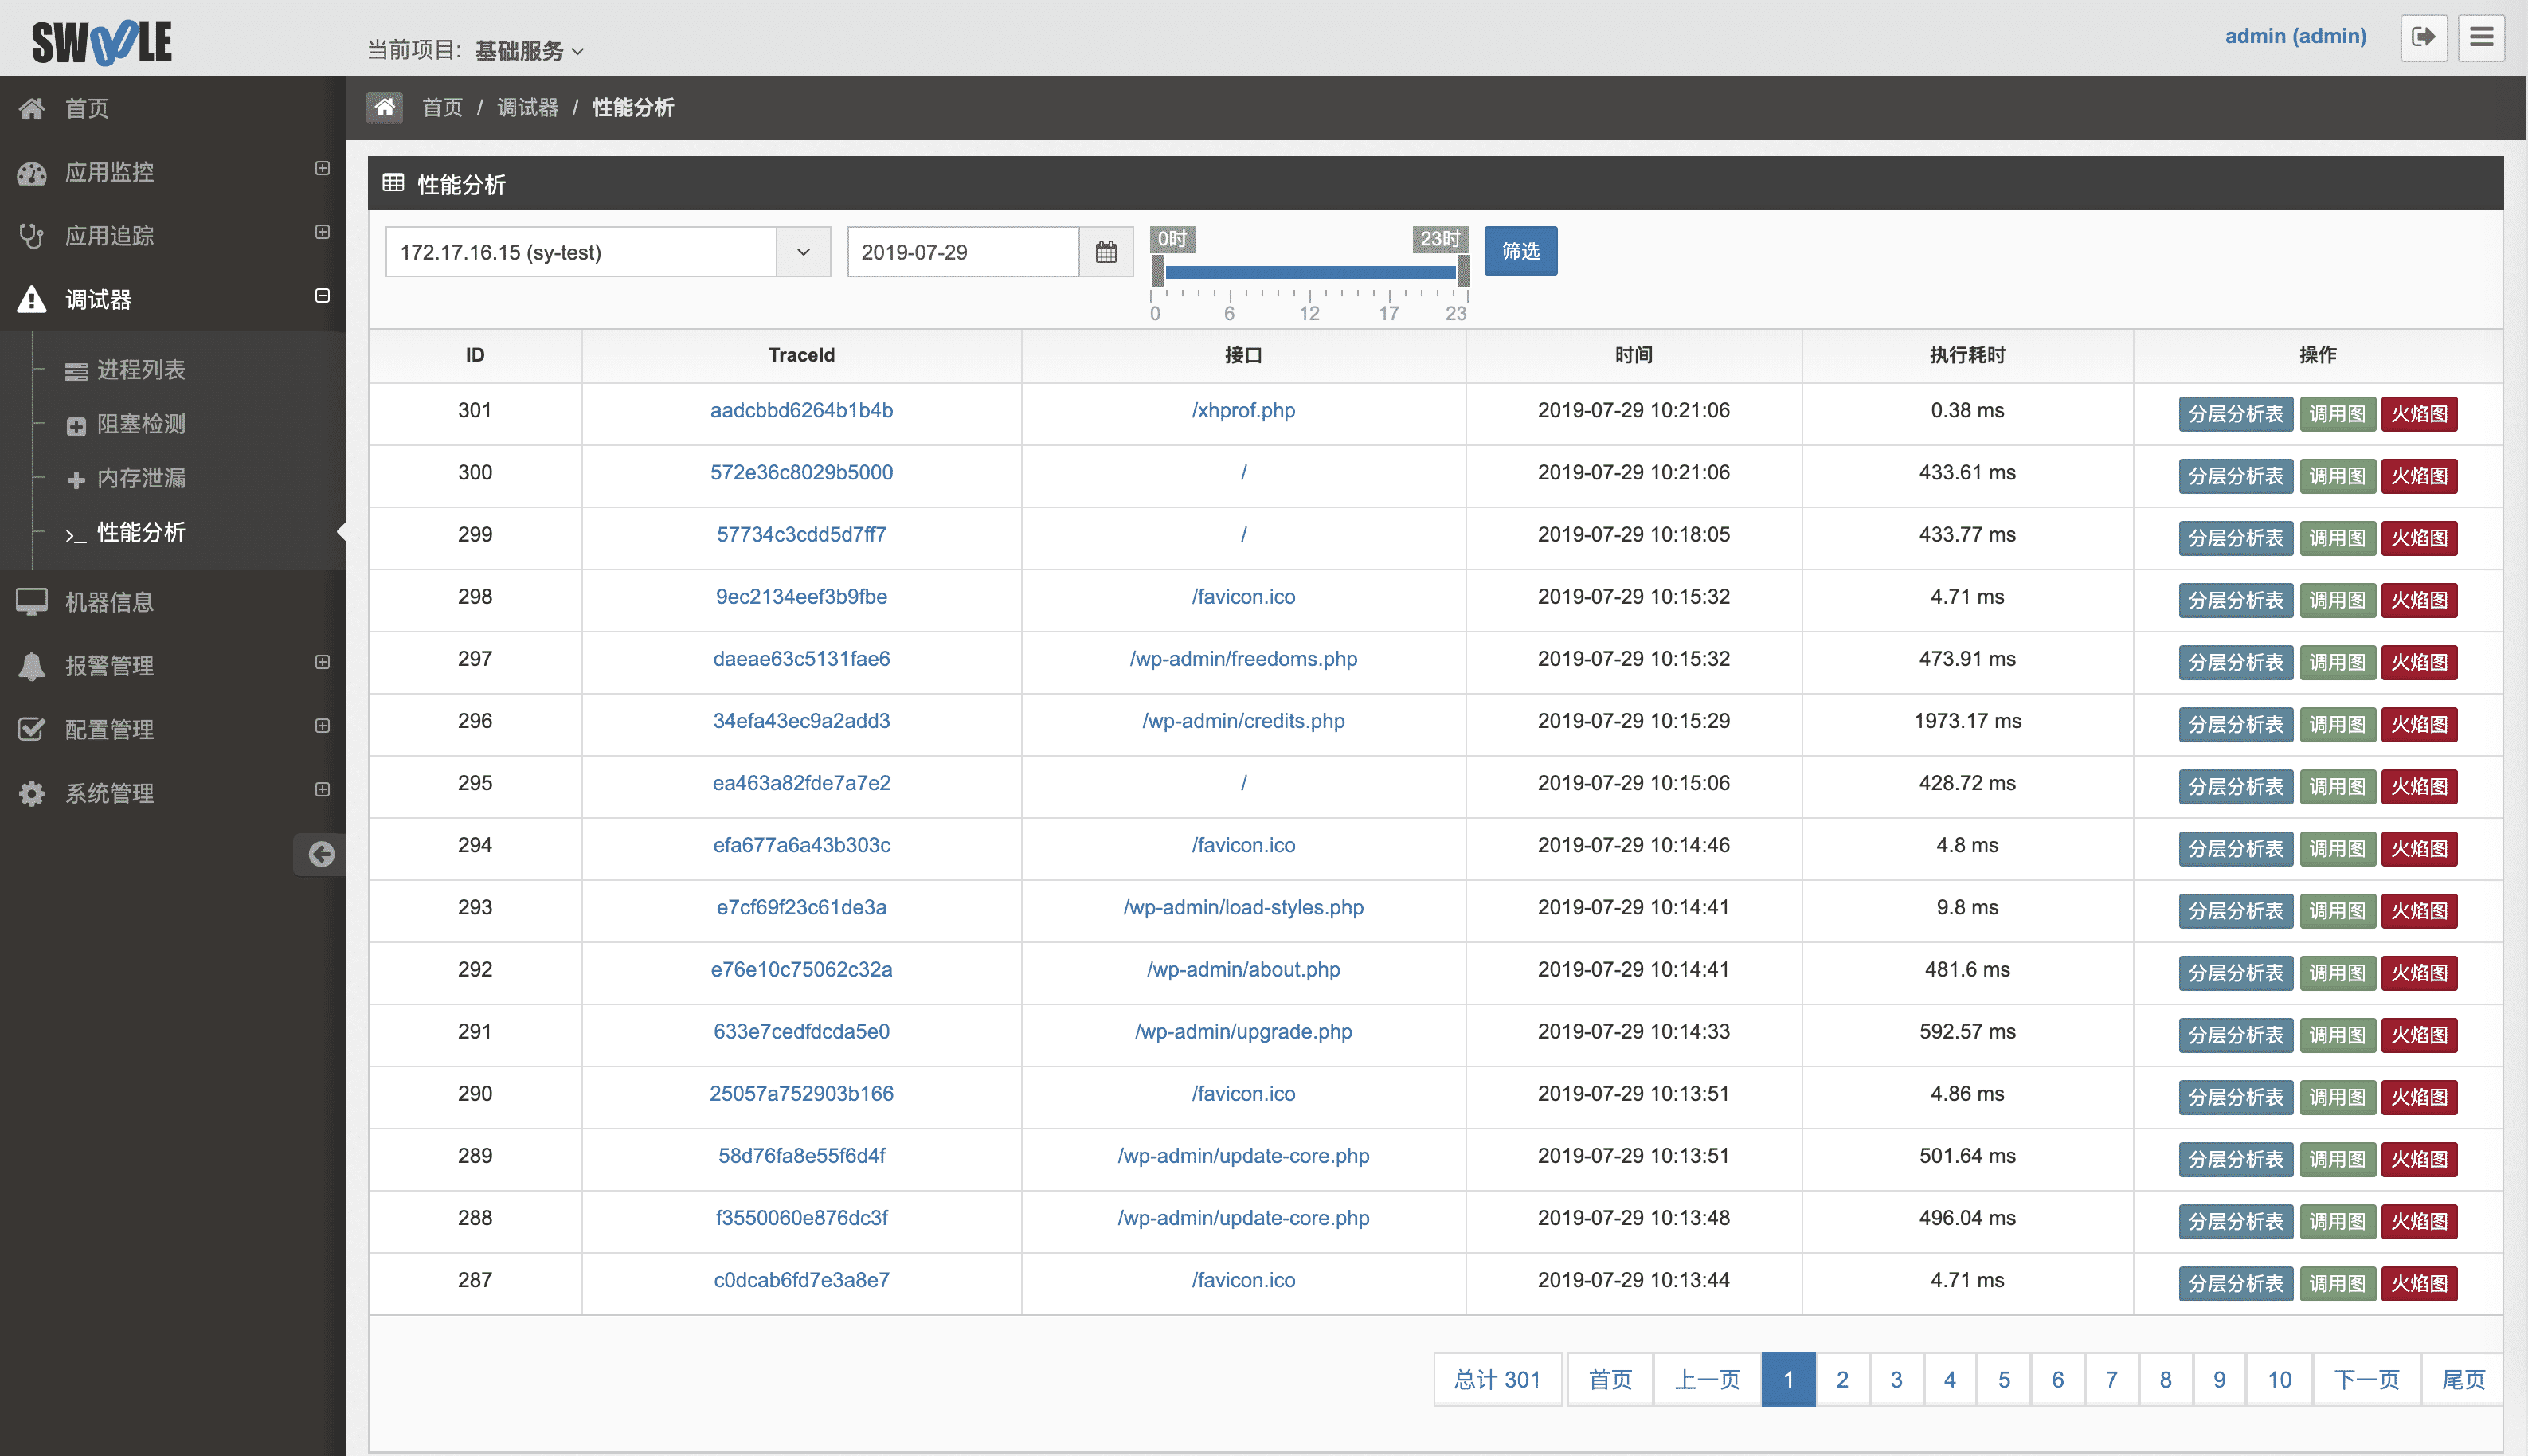 SWOOLE
当前项目: 基础服务
admin (admin)
首页
应用监控
应用追踪
调试器
进程列表
阻塞检测
内存泄漏
性能分析
机器信息
报警管理
配置管理
系统管理
首页 / 调试器 / 性能分析
性能分析
172.17.16.15 (sy-test) 2019-07-29 0时 23时 筛选
0 6 12 17 23
ID TraceId 接口 时间 执行耗时 操作
301 aadcbbd6264b1b4b /xhprof.php 2019-07-29 10:21:06 0.38 ms 分层分析表 调用图 火焰图
300 572e36c8029b5000 / 2019-07-29 10:21:06 433.61 ms 分层分析表 调用图 火焰图
299 57734c3cdd5d7ff7 / 2019-07-29 10:18:05 433.77 ms 分层分析表 调用图 火焰图
298 9ec2134eef3b9fbe /favicon.ico 2019-07-29 10:15:32 4.71 ms 分层分析表 调用图 火焰图
297 daeae63c5131fae6 /wp-admin/freedoms.php 2019-07-29 10:15:32 473.91 ms 分层分析表 调用图 火焰图
296 34efa43ec9a2add3 /wp-admin/credits.php 2019-07-29 10:15:29 1973.17 ms 分层分析表 调用图 火焰图
295 ea463a82fde7a7e2 / 2019-07-29 10:15:06 428.72 ms 分层分析表 调用图 火焰图
294 efa677a6a43b303c /favicon.ico 2019-07-29 10:14:46 4.8 ms 分层分析表 调用图 火焰图
293 e7cf69f23c61de3a /wp-admin/load-styles.php 2019-07-29 10:14:41 9.8 ms 分层分析表 调用图 火焰图
292 e76e10c75062c32a /wp-admin/about.php 2019-07-29 10:14:41 481.6 ms 分层分析表 调用图 火焰图
291 633e7cedfdcda5e0 /wp-admin/upgrade.php 2019-07-29 10:14:33 592.57 ms 分层分析表 调用图 火焰图
290 25057a752903b166 /favicon.ico 2019-07-29 10:13:51 4.86 ms 分层分析表 调用图 火焰图
289 58d76fa8e55f6d4f /wp-admin/update-core.php 2019-07-29 10:13:51 501.64 ms 分层分析表 调用图 火焰图
288 f3550060e876dc3f /wp-admin/update-core.php 2019-07-29 10:13:48 496.04 ms 分层分析表 调用图 火焰图
287 c0dcab6fd7e3a8e7 /favicon.ico 2019-07-29 10:13:44 4.71 ms 分层分析表 调用图 火焰图
总计 301 首页 上一页 1 2 3 4 5 6 7 8 9 10 下一页 尾页